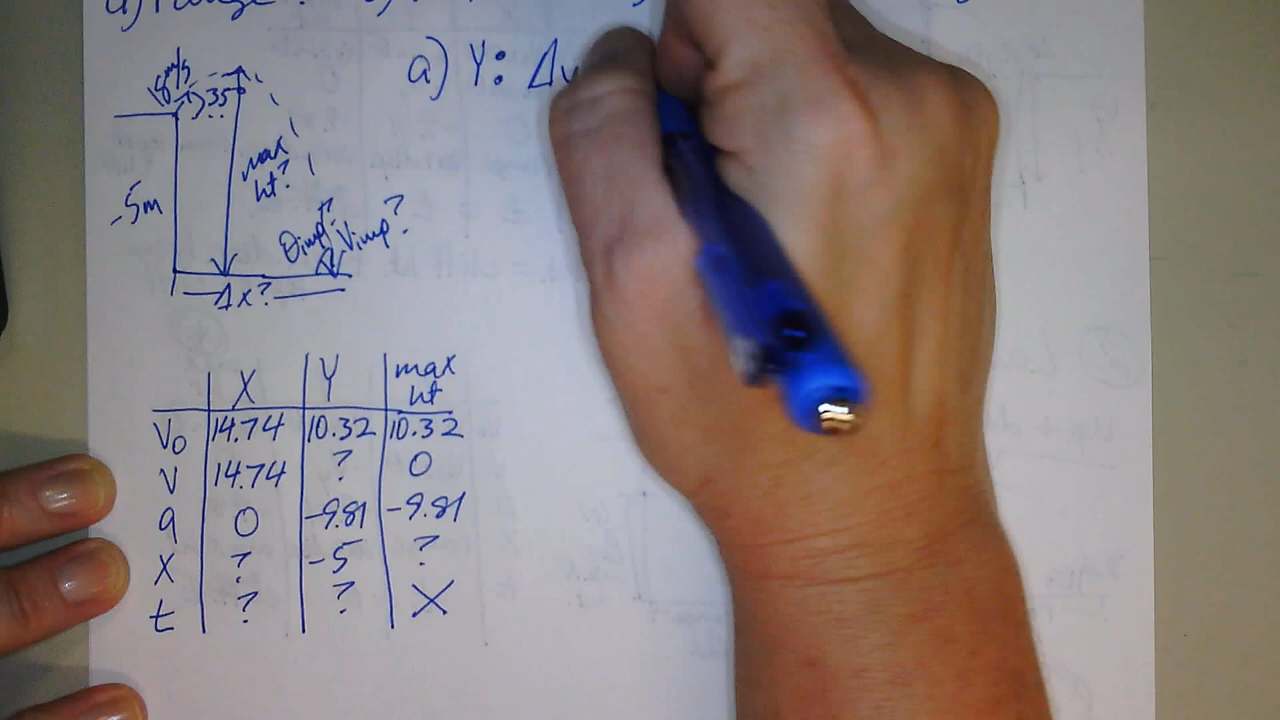 a) Y: Δy
18 m/s
35°
max
ht?
-5m
θimp? Vimp?
Δx?
X Y max ht
V₀ 14.74 10.32 10.32
V 14.74 ? 0
a 0 -9.81 -9.81
X ? -5 ?
t ? ? X